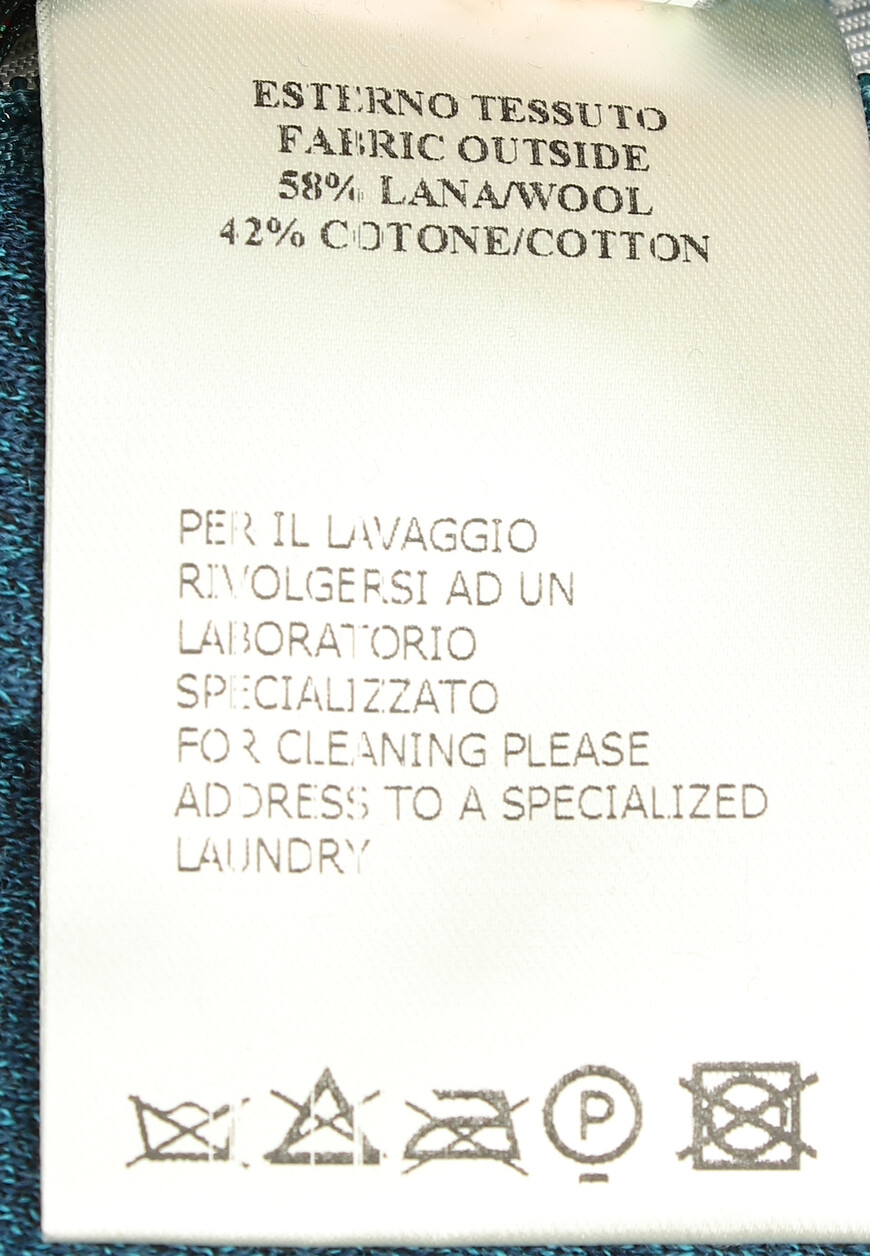 ESTERNO TESSUTO
FABRIC OUTSIDE
58% LANA/WOOL
42% COTONE/COTTON
PER IL LAVAGGIO
RIVOLGERSI AD UN
LABORATORIO
SPECIALIZZATO
FOR CLEANING PLEASE
ADDRESS TO A SPECIALIZED
LAUNDRY
P